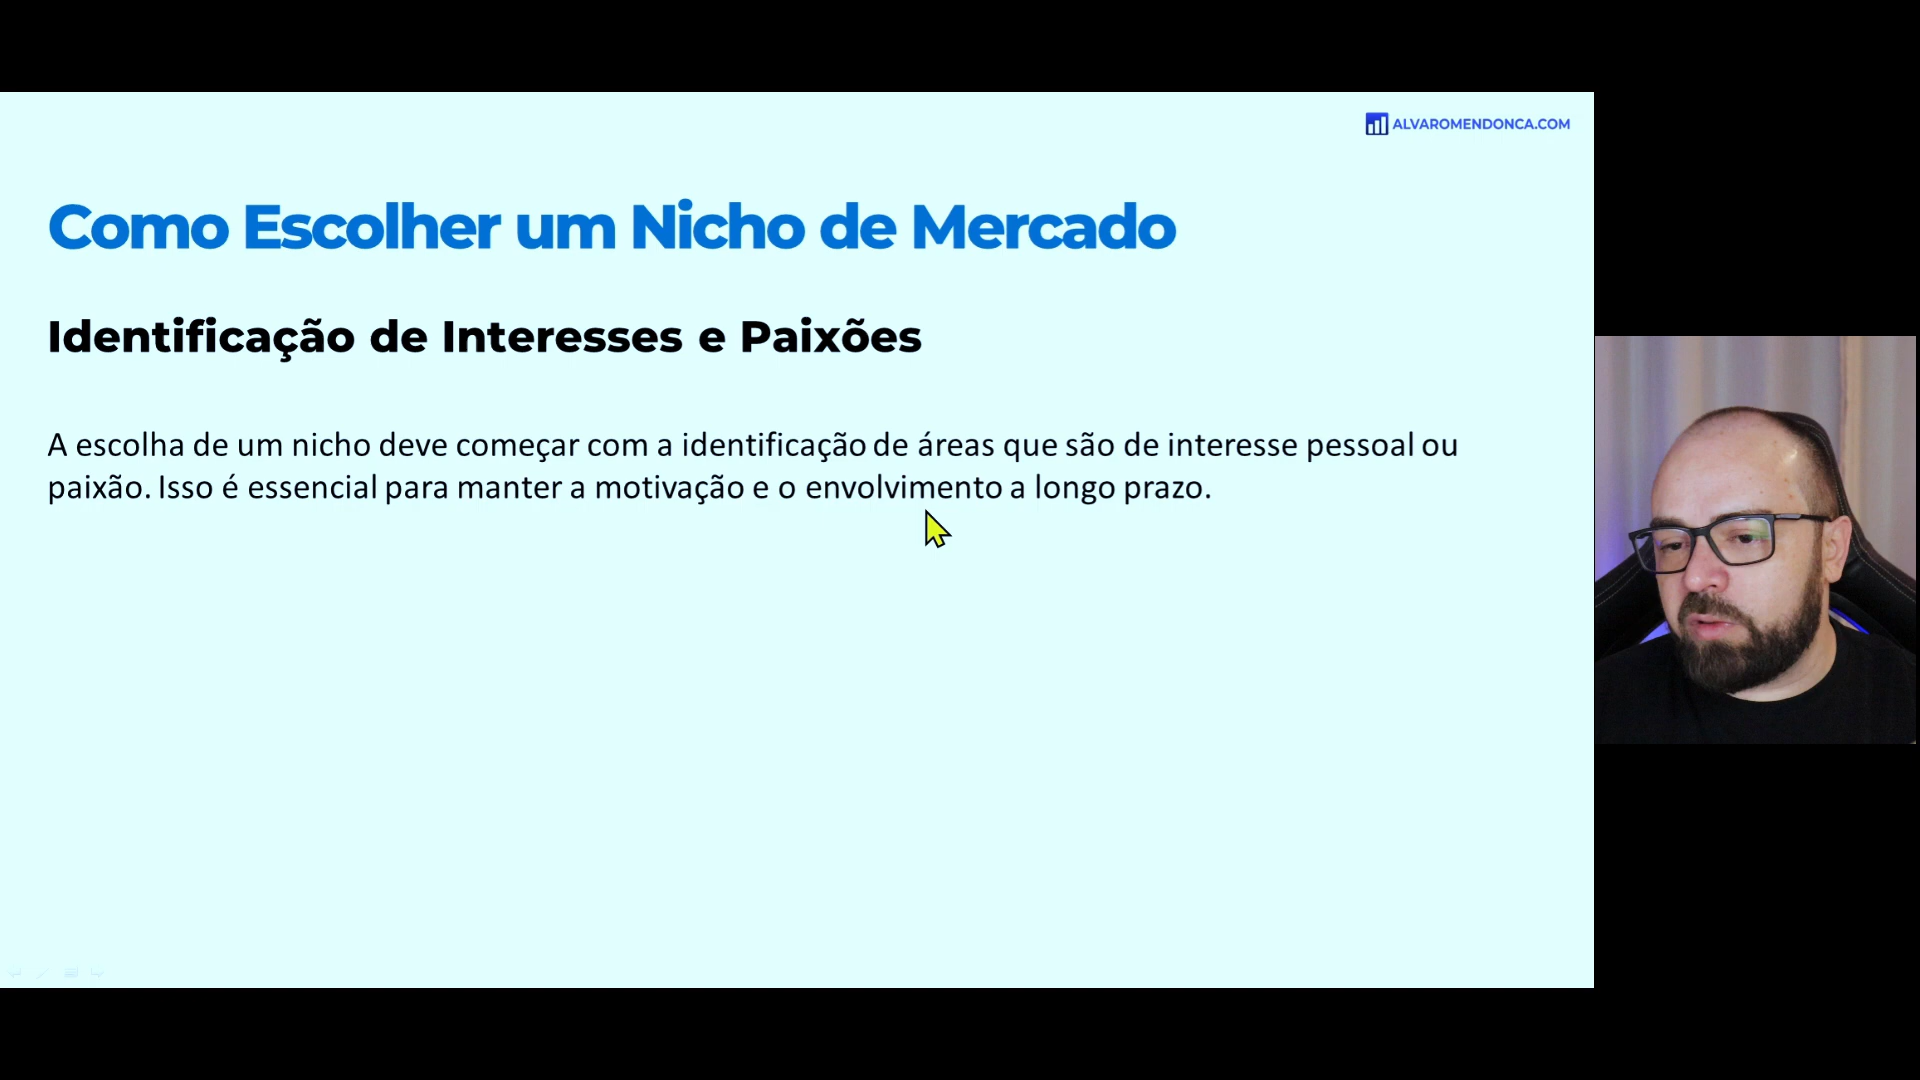 ALVAROMENDONCA.COM
Como Escolher um Nicho de Mercado
Identificação de Interesses e Paixões
A escolha de um nicho deve começar com a identificação de áreas que são de interesse pessoal ou
paixão. Isso é essencial para manter a motivação e o envolvimento a longo prazo.